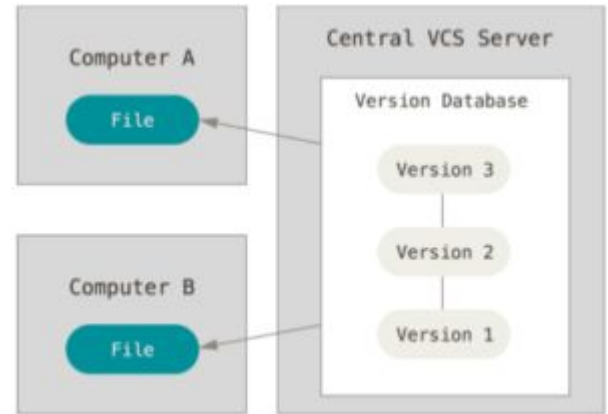 Computer A
File
Computer B
File
Central VCS Server
Version Database
Version 3
Version 2
Version 1